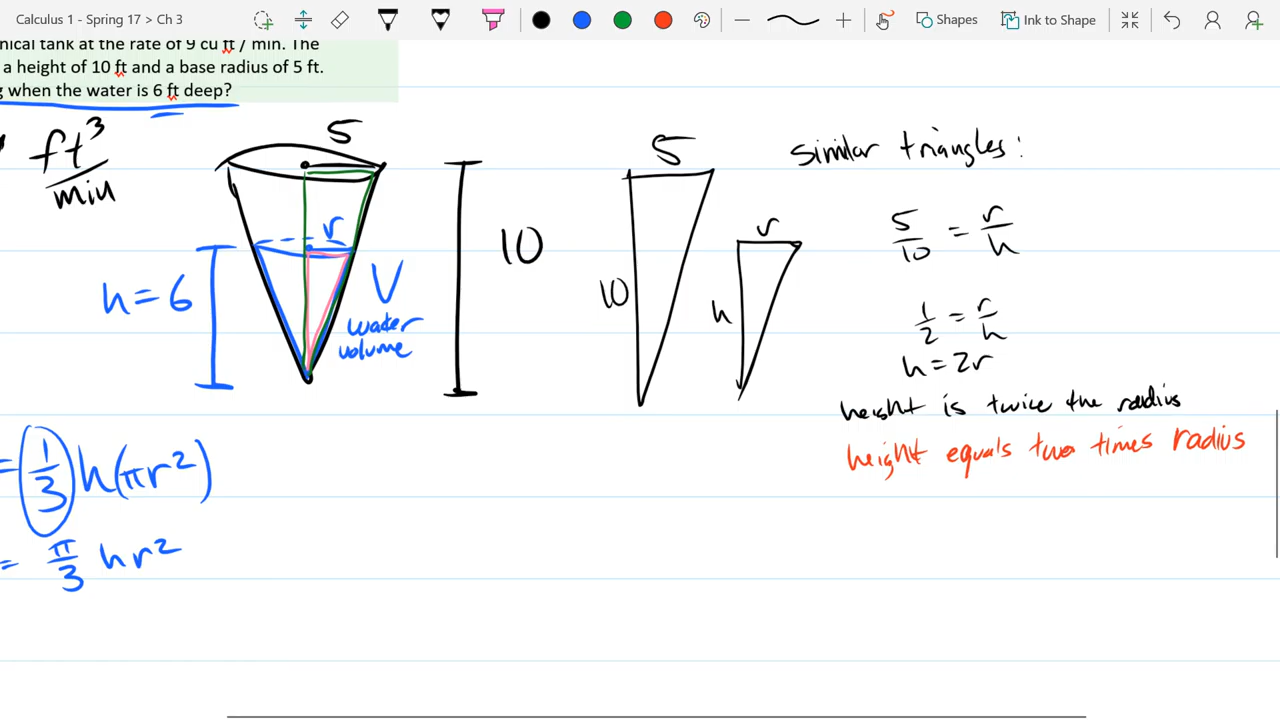 Calculus 1 - Spring 17 > Ch 3
Shapes
Ink to Shape
nical tank at the rate of 9 cu ft / min. The
a height of 10 ft and a base radius of 5 ft.
g when the water is 6 ft deep?
ft³/min
5
r
h = 6
V
water
volume
10
5
10
r
h
similar triangles:
5/10 = r/h
1/2 = r/h
h = 2r
height is twice the radius
height equals two times radius
= 1/3 h(πr²)
= π/3 hr²